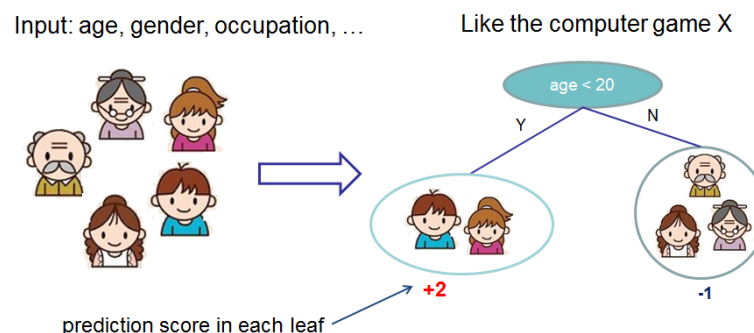 Input: age, gender, occupation, …
Like the computer game X
age < 20
Y
N
+2
-1
prediction score in each leaf